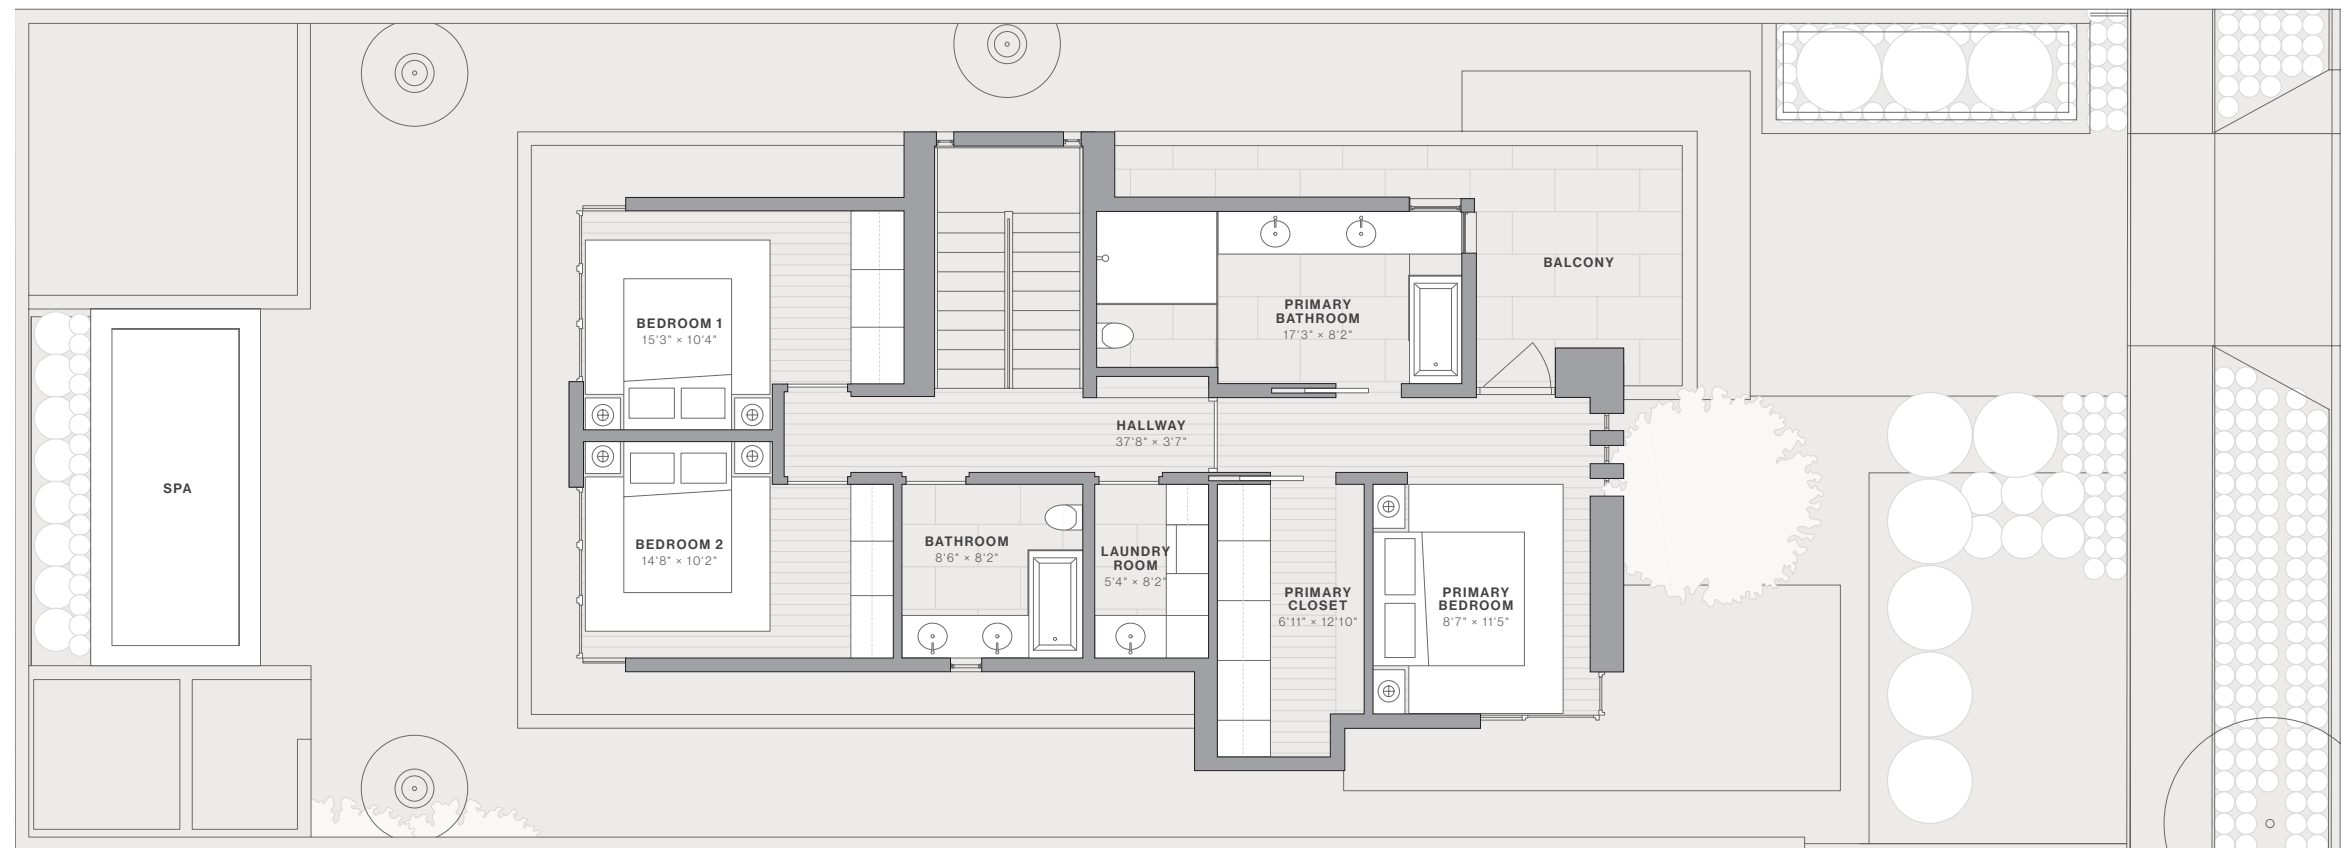 BALCONY
PRIMARY
BATHROOM
17'3" × 8'2"
BEDROOM 1
15'3" × 10'4"
HALLWAY
37'8" × 3'7"
SPA
BEDROOM 2
14'8" × 10'2"
BATHROOM
8'6" × 8'2"
LAUNDRY
ROOM
5'4" × 8'2"
PRIMARY
CLOSET
6'11" × 12'10"
PRIMARY
BEDROOM
8'7" × 11'5"